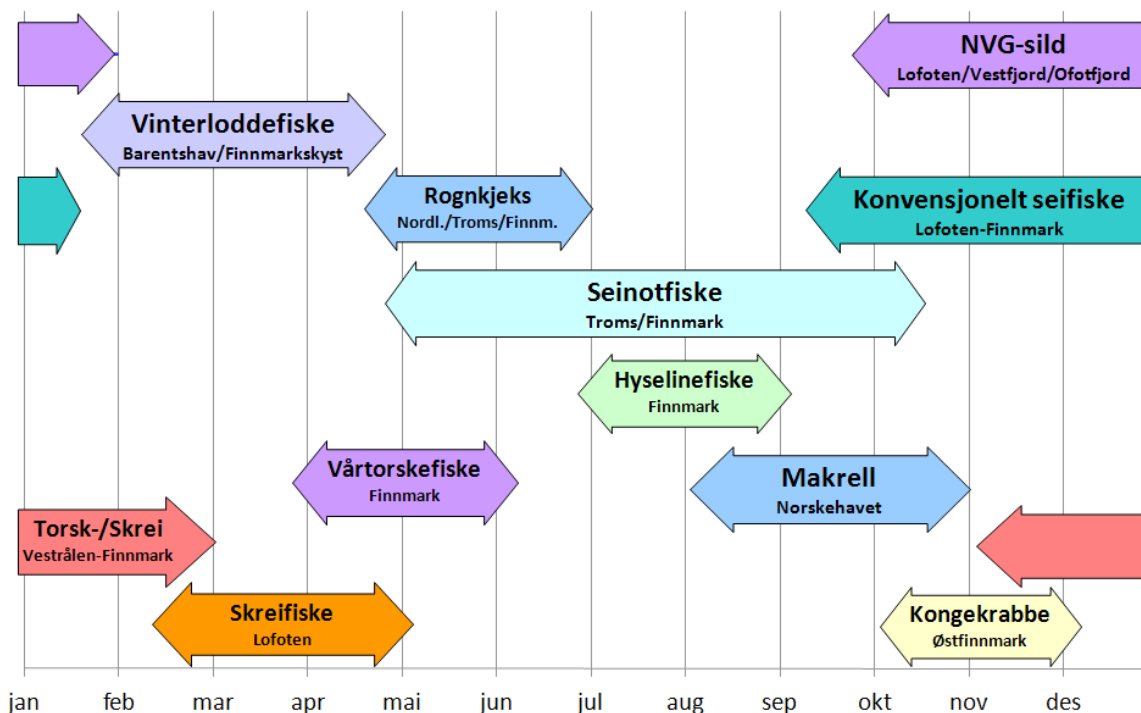 NVG-sild
Lofoten/Vestfjord/Ofotfjord
Vinterloddefiske
Barentshav/Finnmarkskyst
Rognkjeks
Nordl./Troms/Finnm.
Konvensjonelt seifiske
Lofoten-Finnmark
Seinotfiske
Troms/Finnmark
Hyselinefiske
Finnmark
Vårtorskefiske
Finnmark
Makrell
Norskehavet
Torsk-/Skrei
Vestrålen-Finnmark
Skreifiske
Lofoten
Kongekrabbe
Østfinnmark
jan feb mar apr mai jun jul aug sep okt nov des